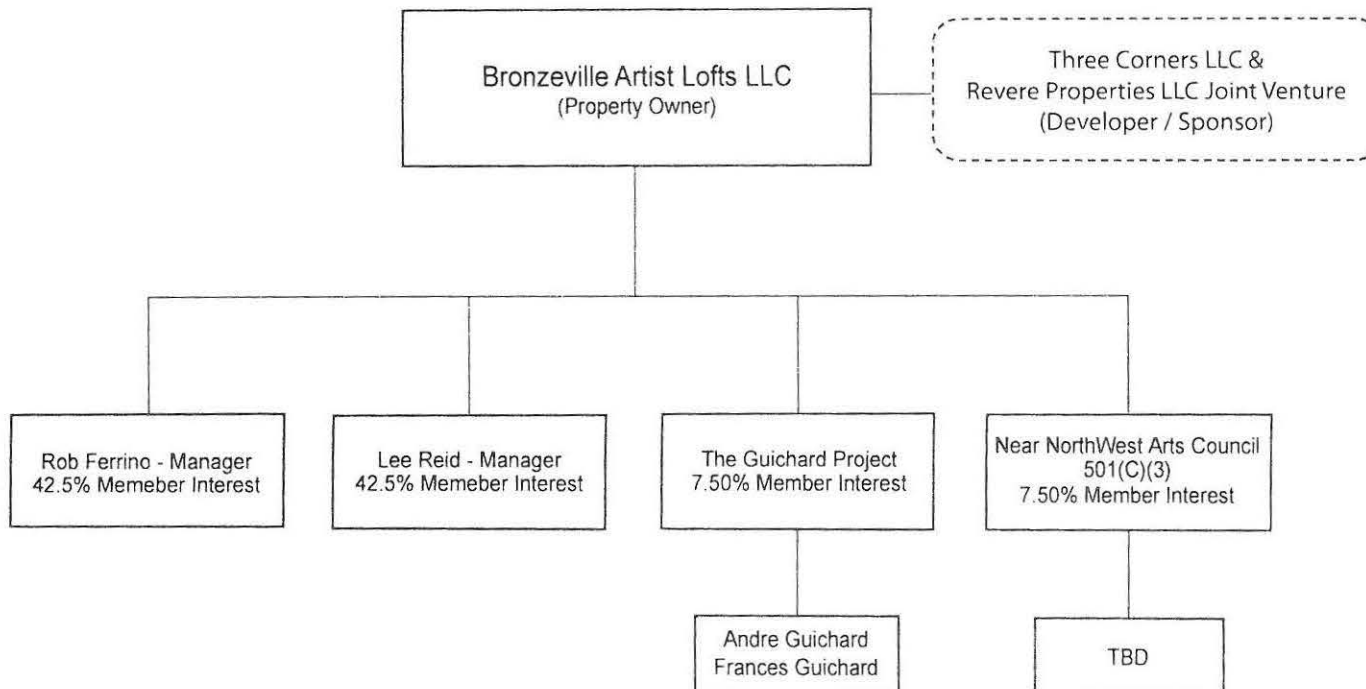 Bronzeville Artist Lofts LLC
(Property Owner)
Three Corners LLC &
Revere Properties LLC Joint Venture
(Developer / Sponsor)
Rob Ferrino - Manager
42.5% Memeber Interest
Lee Reid - Manager
42.5% Memeber Interest
The Guichard Project
7.50% Member Interest
Near NorthWest Arts Council
501(C)(3)
7.50% Member Interest
Andre Guichard
Frances Guichard
TBD